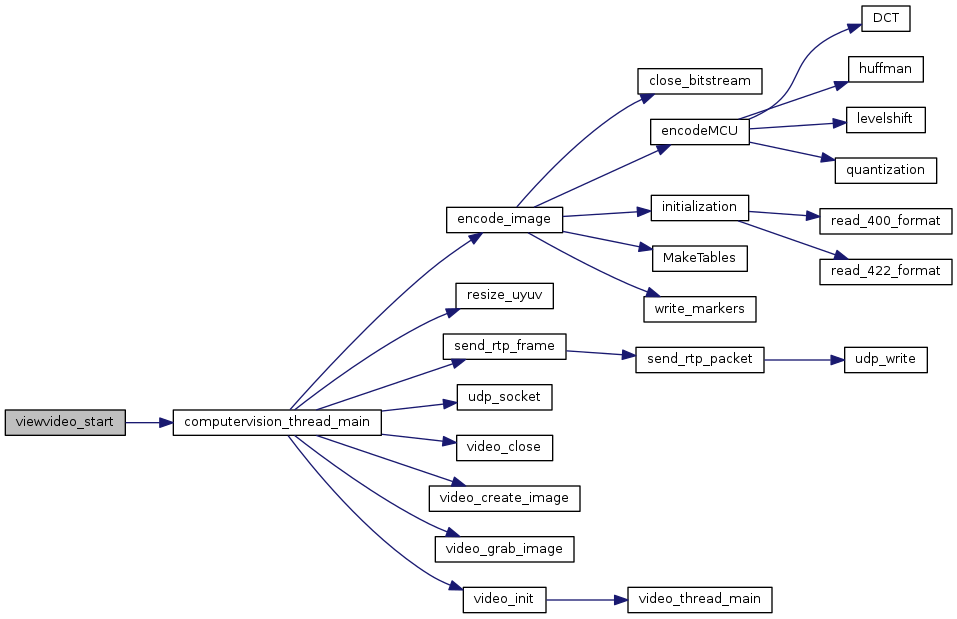 DCT
huffman
close_bitstream
levelshift
encodeMCU
quantization
initialization
encode_image
read_400_format
MakeTables
read_422_format
resize_uyuv
write_markers
send_rtp_frame
send_rtp_packet
udp_write
udp_socket
viewvideo_start
computervision_thread_main
video_close
video_create_image
video_grab_image
video_init
video_thread_main